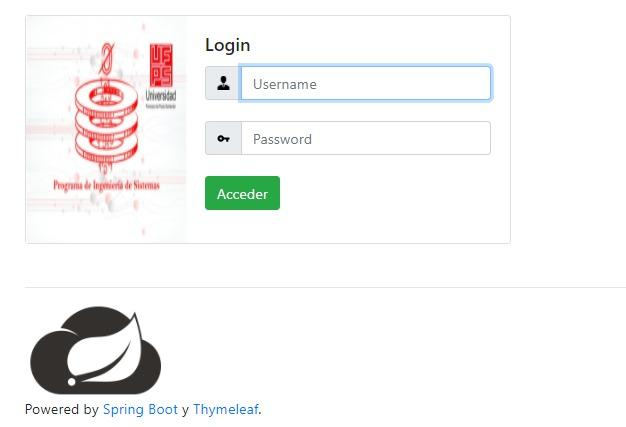 Login
Username
Password
Acceder
UFPS
Universidad
Programa de Ingeniería de Sistemas
Powered by Spring Boot y Thymeleaf.